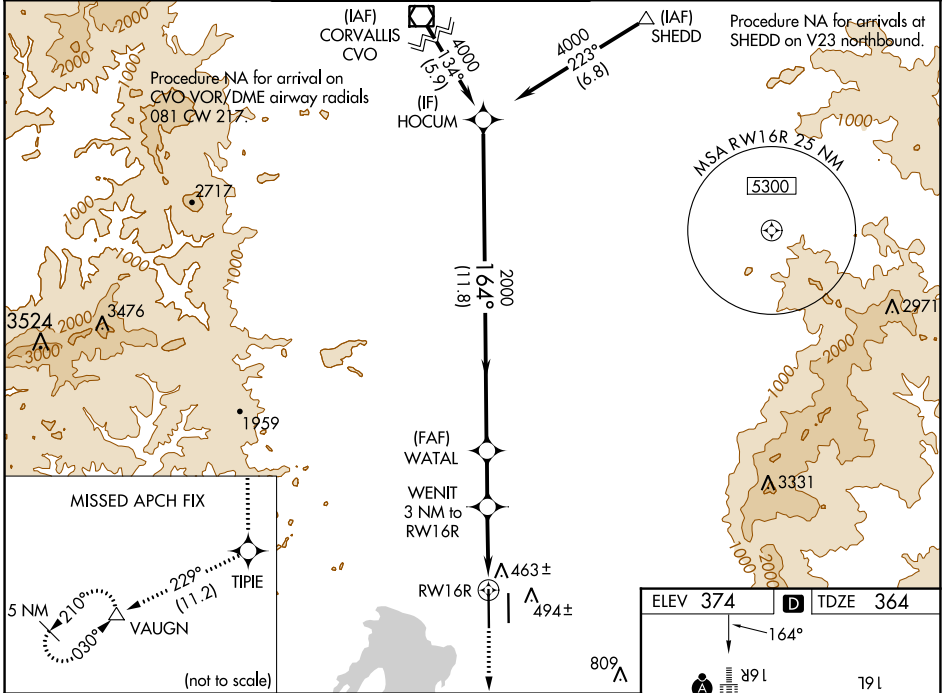 (IAF)
CORVALLIS
CVO
4000
134°
(5.9)
(IAF)
SHEDD
4000
223°
(6.8)
Procedure NA for arrivals at
SHEDD on V23 northbound.
2000
2000
Procedure NA for arrival on
CVO VOR/DME airway radials
081 CW 217.
(IF)
HOCUM
1000
MSA RW16R 25 NM
5300
2717
1000
1000
2000
164°
(11.8)
3524
2000
3476
3000
2971
2000
1000
1959
(FAF)
WATAL
WENIT
3 NM to
RW16R
3331
1000
2000
MISSED APCH FIX
TIPIE
229°
(11.2)
5 NM
210°
030°
VAUGN
(not to scale)
RW16R
463±
494±
809
ELEV 374
D
TDZE 364
164°
A
16R
16L